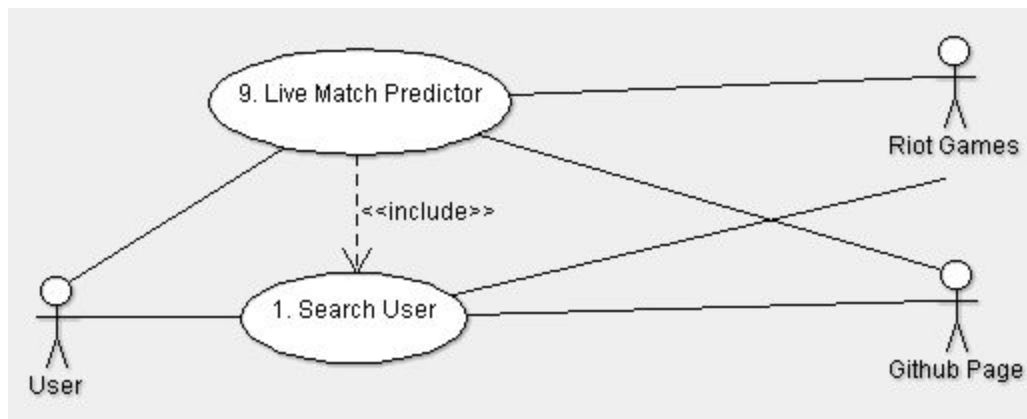 9. Live Match Predictor
Riot Games
<<include>>
1. Search User
User
Github Page